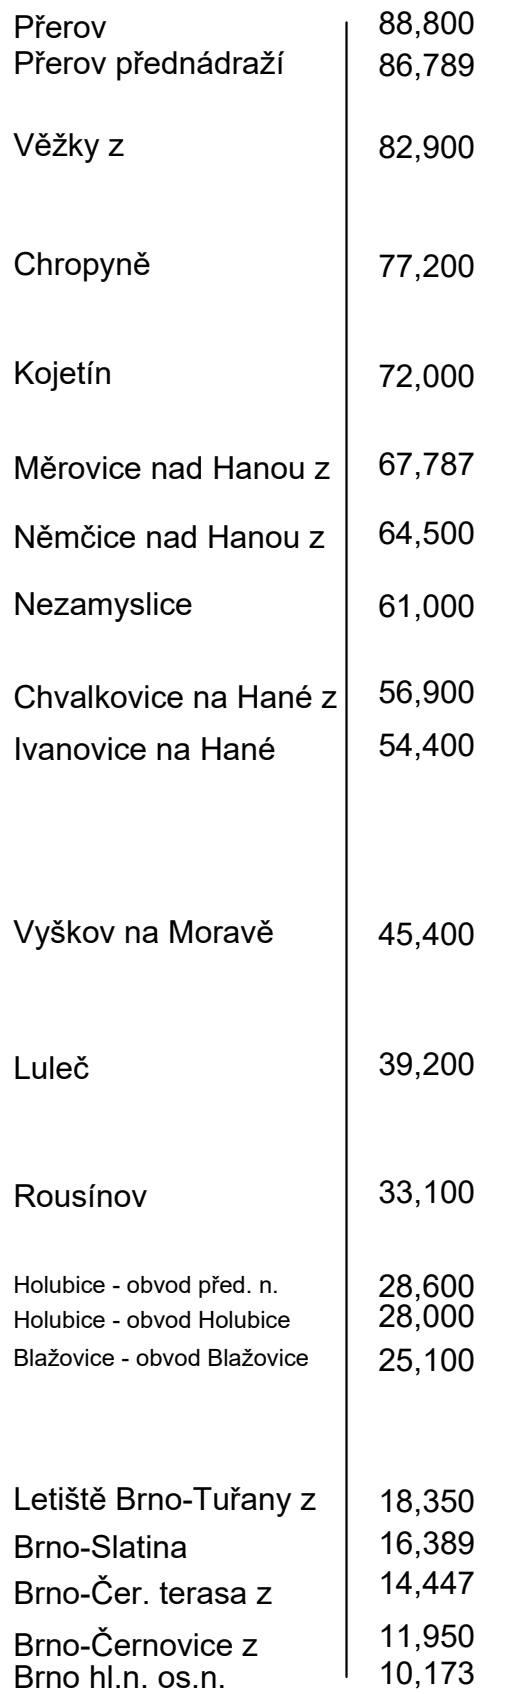 Přerov 88,800
Přerov přednádraží 86,789
Věžky z 82,900
Chropyně 77,200
Kojetín 72,000
Měrovice nad Hanou z 67,787
Němčice nad Hanou z 64,500
Nezamyslice 61,000
Chvalkovice na Hané z 56,900
Ivanovice na Hané 54,400
Vyškov na Moravě 45,400
Luleč 39,200
Rousínov 33,100
Holubice - obvod před. n. 28,600
Holubice - obvod Holubice 28,000
Blažovice - obvod Blažovice 25,100
Letiště Brno-Tuřany z 18,350
Brno-Slatina 16,389
Brno-Čer. terasa z 14,447
Brno-Černovice z 11,950
Brno hl.n. os.n. 10,173